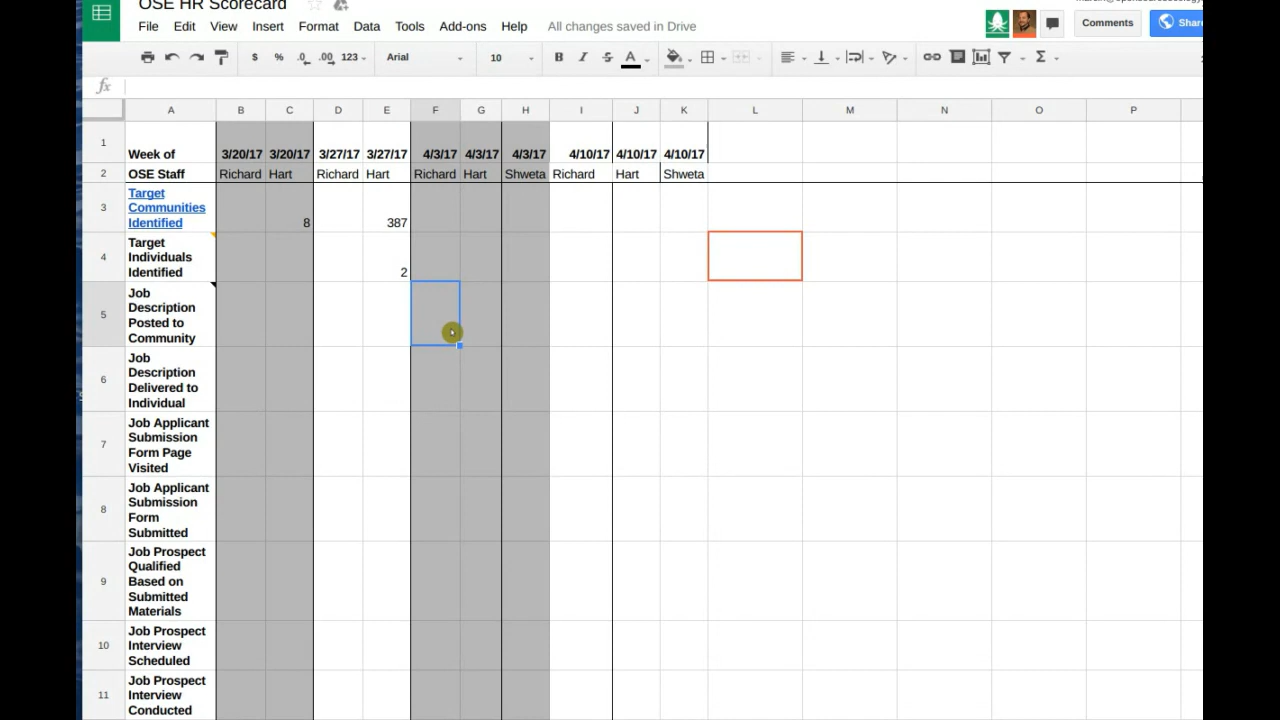 OSE HR Scorecard
File Edit View Insert Format Data Tools Add-ons Help All changes saved in Drive
Comments Shar
$ % .0 .00 123 Arial 10 B I S A Σ
fx
A B C D E F G H I J K L M N O P
1 Week of 3/20/17 3/20/17 3/27/17 3/27/17 4/3/17 4/3/17 4/3/17 4/10/17 4/10/17 4/10/17
2 OSE Staff Richard Hart Richard Hart Richard Hart Shweta Richard Hart Shweta
Target
3 Communities
Identified 8 387
Target
4 Individuals
Identified 2
Job
Description
5 Posted to
Community
Job
Description
6 Delivered to
Individual
Job Applicant
Submission
7 Form Page
Visited
Job Applicant
Submission
8 Form
Submitted
Job Prospect
Qualified
9 Based on
Submitted
Materials
Job Prospect
10 Interview
Scheduled
Job Prospect
11 Interview
Conducted